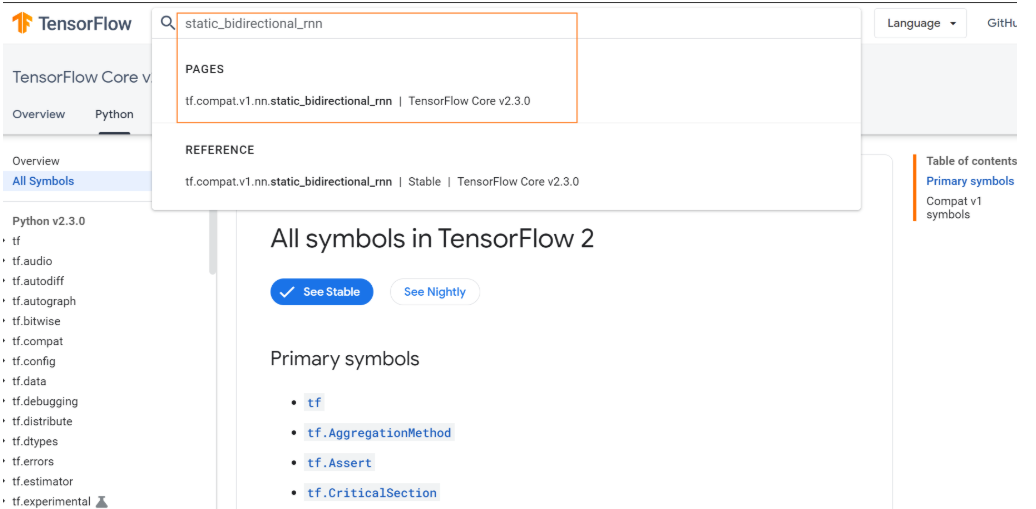 TensorFlow
static_bidirectional_rnn
Language
PAGES
tf.compat.v1.nn.static_bidirectional_rnn | TensorFlow Core v2.3.0
REFERENCE
tf.compat.v1.nn.static_bidirectional_rnn | Stable | TensorFlow Core v2.3.0
TensorFlow Core v
Overview Python
Overview
All Symbols
Python v2.3.0
tf
tf.audio
tf.autodiff
tf.autograph
tf.bitwise
tf.compat
tf.config
tf.data
tf.debugging
tf.distribute
tf.dtypes
tf.errors
tf.estimator
tf.experimental
All symbols in TensorFlow 2
See Stable See Nightly
Primary symbols
tf
tf.AggregationMethod
tf.Assert
tf.CriticalSection
Table of contents
Primary symbols
Compat v1
symbols